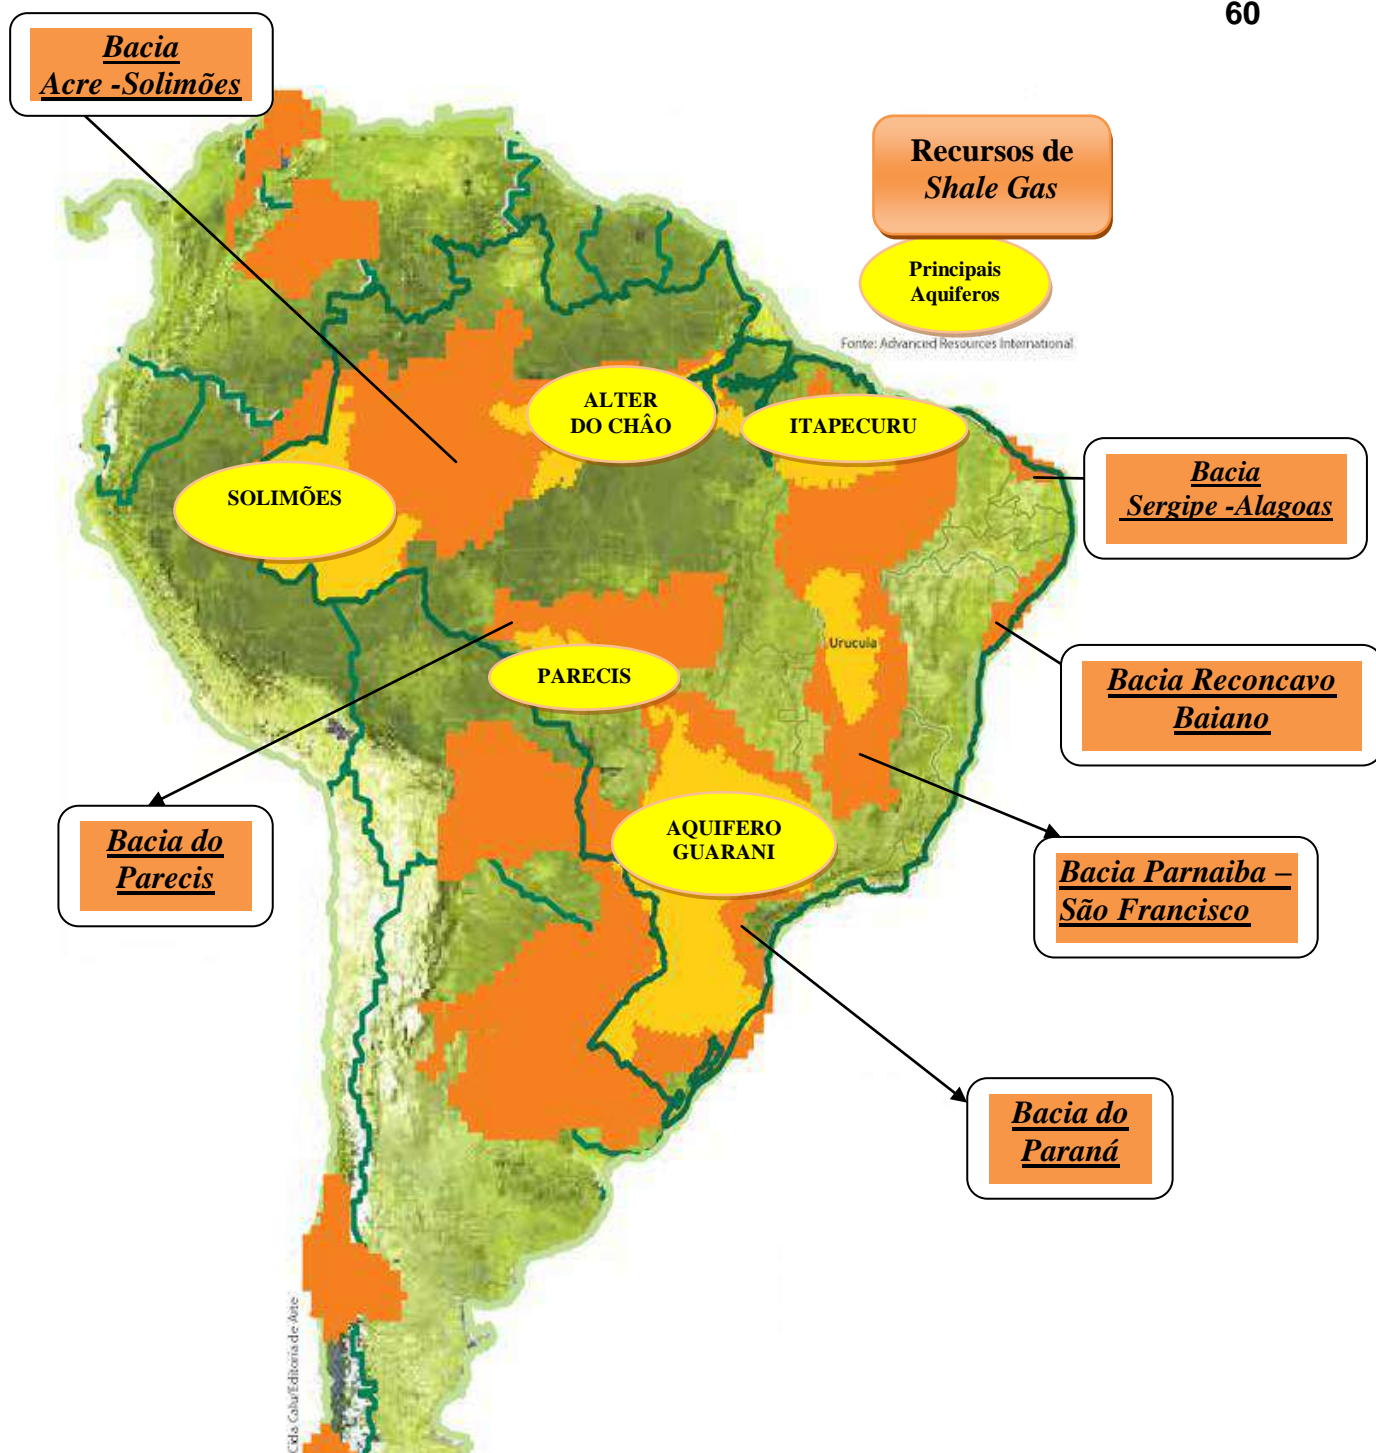 60
Bacia
Acre -Solimões
Recursos de
Shale Gas
Principais
Aquiferos
Fonte: Advanced Resources International
ALTER
DO CHÂO
ITAPECURU
SOLIMÕES
Bacia
Sergipe -Alagoas
Urucula
PARECIS
Bacia Reconcavo
Baiano
AQUIFERO
GUARANI
Bacia do
Parecis
Bacia Parnaiba –
São Francisco
Bacia do
Paraná
Cida Calu/Editoria de Arte